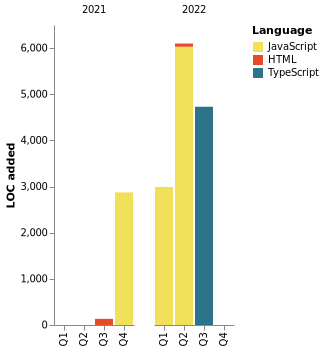 2021 2022
Language
JavaScript
HTML
TypeScript
LOC added
6,000
5,000
4,000
3,000
2,000
1,000
0
Q1 Q2 Q3 Q4 Q1 Q2 Q3 Q4